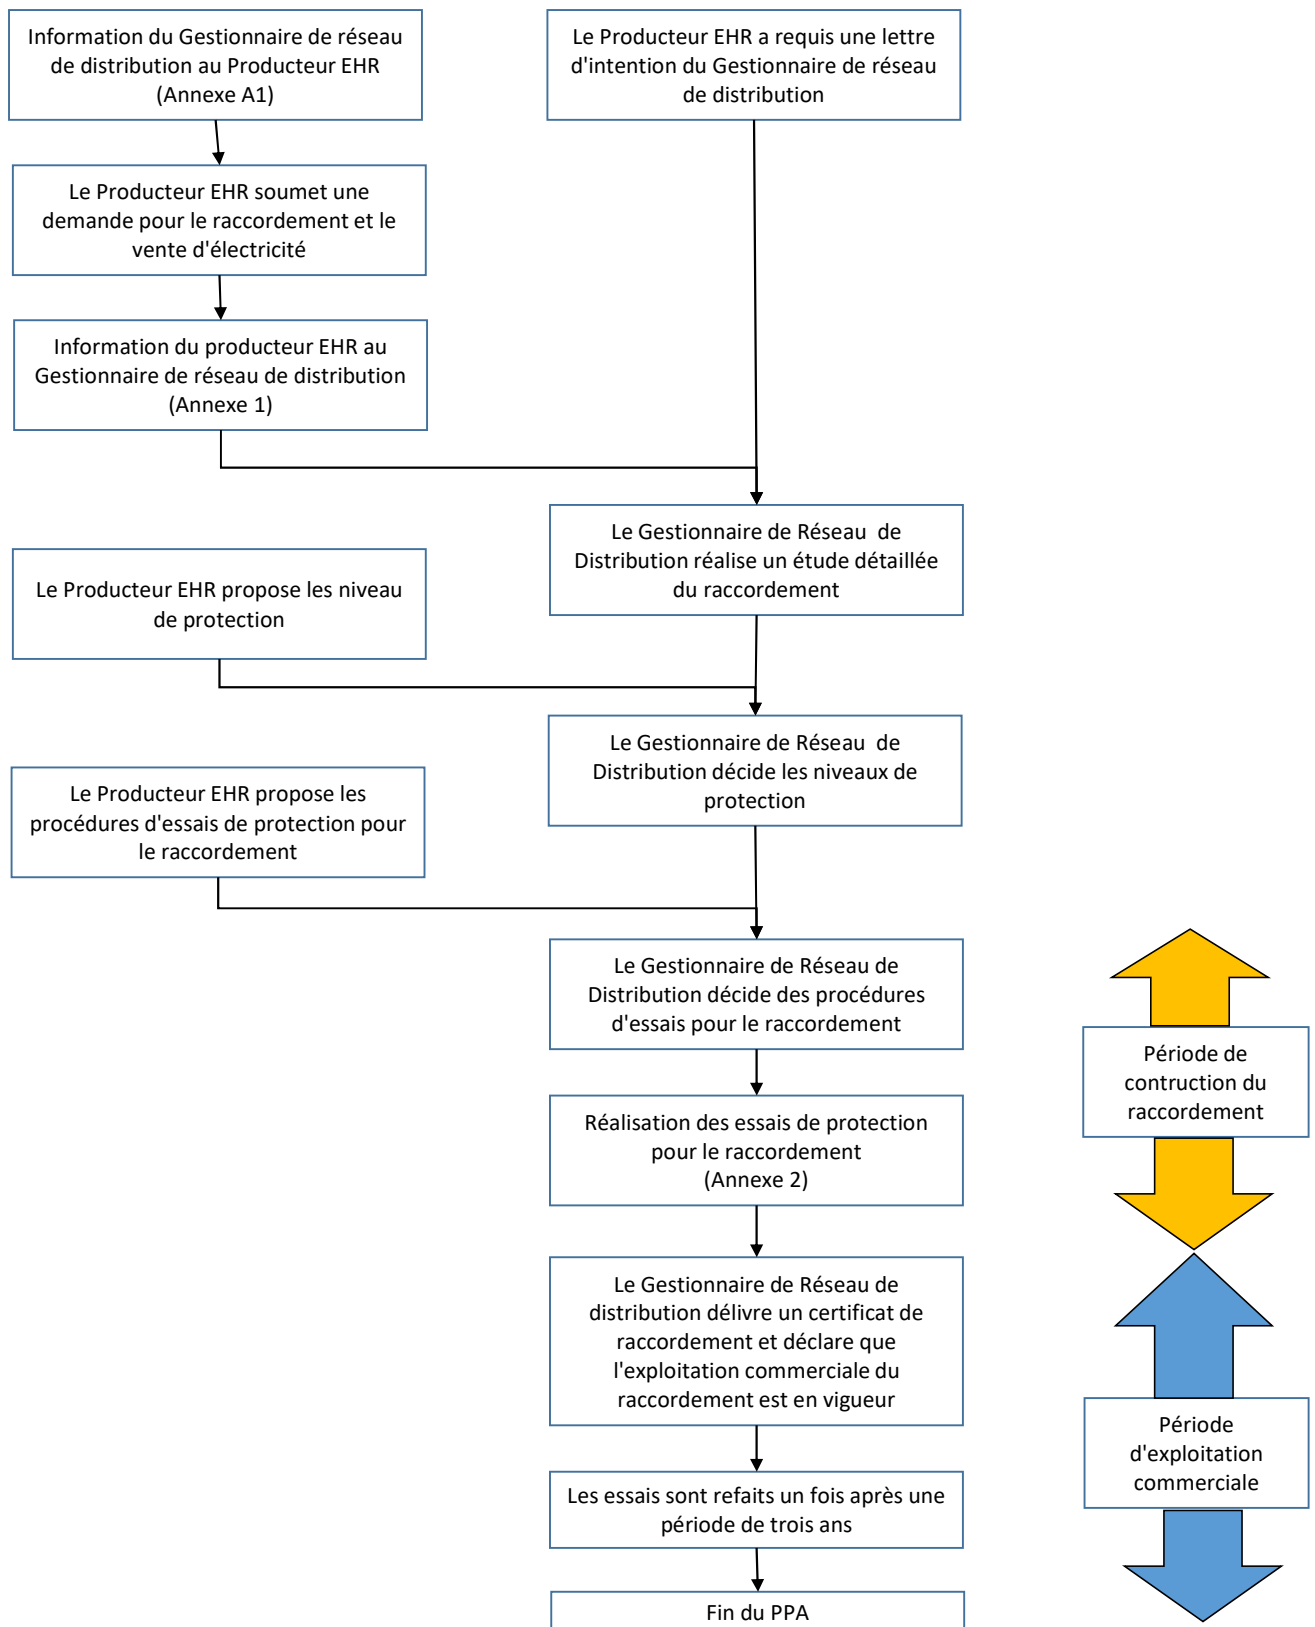 Information du Gestionnaire de réseau
de distribution au Producteur EHR
(Annexe A1)
Le Producteur EHR a requis une lettre
d'intention du Gestionnaire de réseau
de distribution
Le Producteur EHR soumet une
demande pour le raccordement et le
vente d'électricité
Information du producteur EHR au
Gestionnaire de réseau de distribution
(Annexe 1)
Le Gestionnaire de Réseau de
Distribution réalise un étude détaillée
du raccordement
Le Producteur EHR propose les niveau
de protection
Le Gestionnaire de Réseau de
Distribution décide les niveaux de
protection
Le Producteur EHR propose les
procédures d'essais de protection pour
le raccordement
Le Gestionnaire de Réseau de
Distribution décide des procédures
d'essais pour le raccordement
Période de
contruction du
raccordement
Réalisation des essais de protection
pour le raccordement
(Annexe 2)
Le Gestionnaire de Réseau de
distribution délivre un certificat de
raccordement et déclare que
l'exploitation commerciale du
raccordement est en vigueur
Période
d'exploitation
commerciale
Les essais sont refaits un fois après une
période de trois ans
Fin du PPA